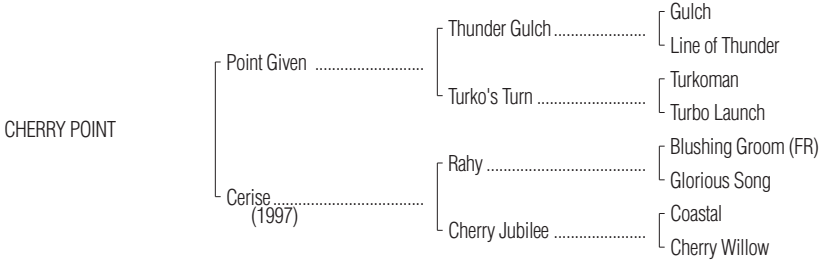 Gulch
Thunder Gulch ......................
Line of Thunder
Point Given ..........................
Turkoman
Turko's Turn ..........................
Turbo Launch
CHERRY POINT
Blushing Groom (FR)
Rahy ......................................
Glorious Song
Cerise ....................................
(1997)
Coastal
Cherry Jubilee ......................
Cherry Willow